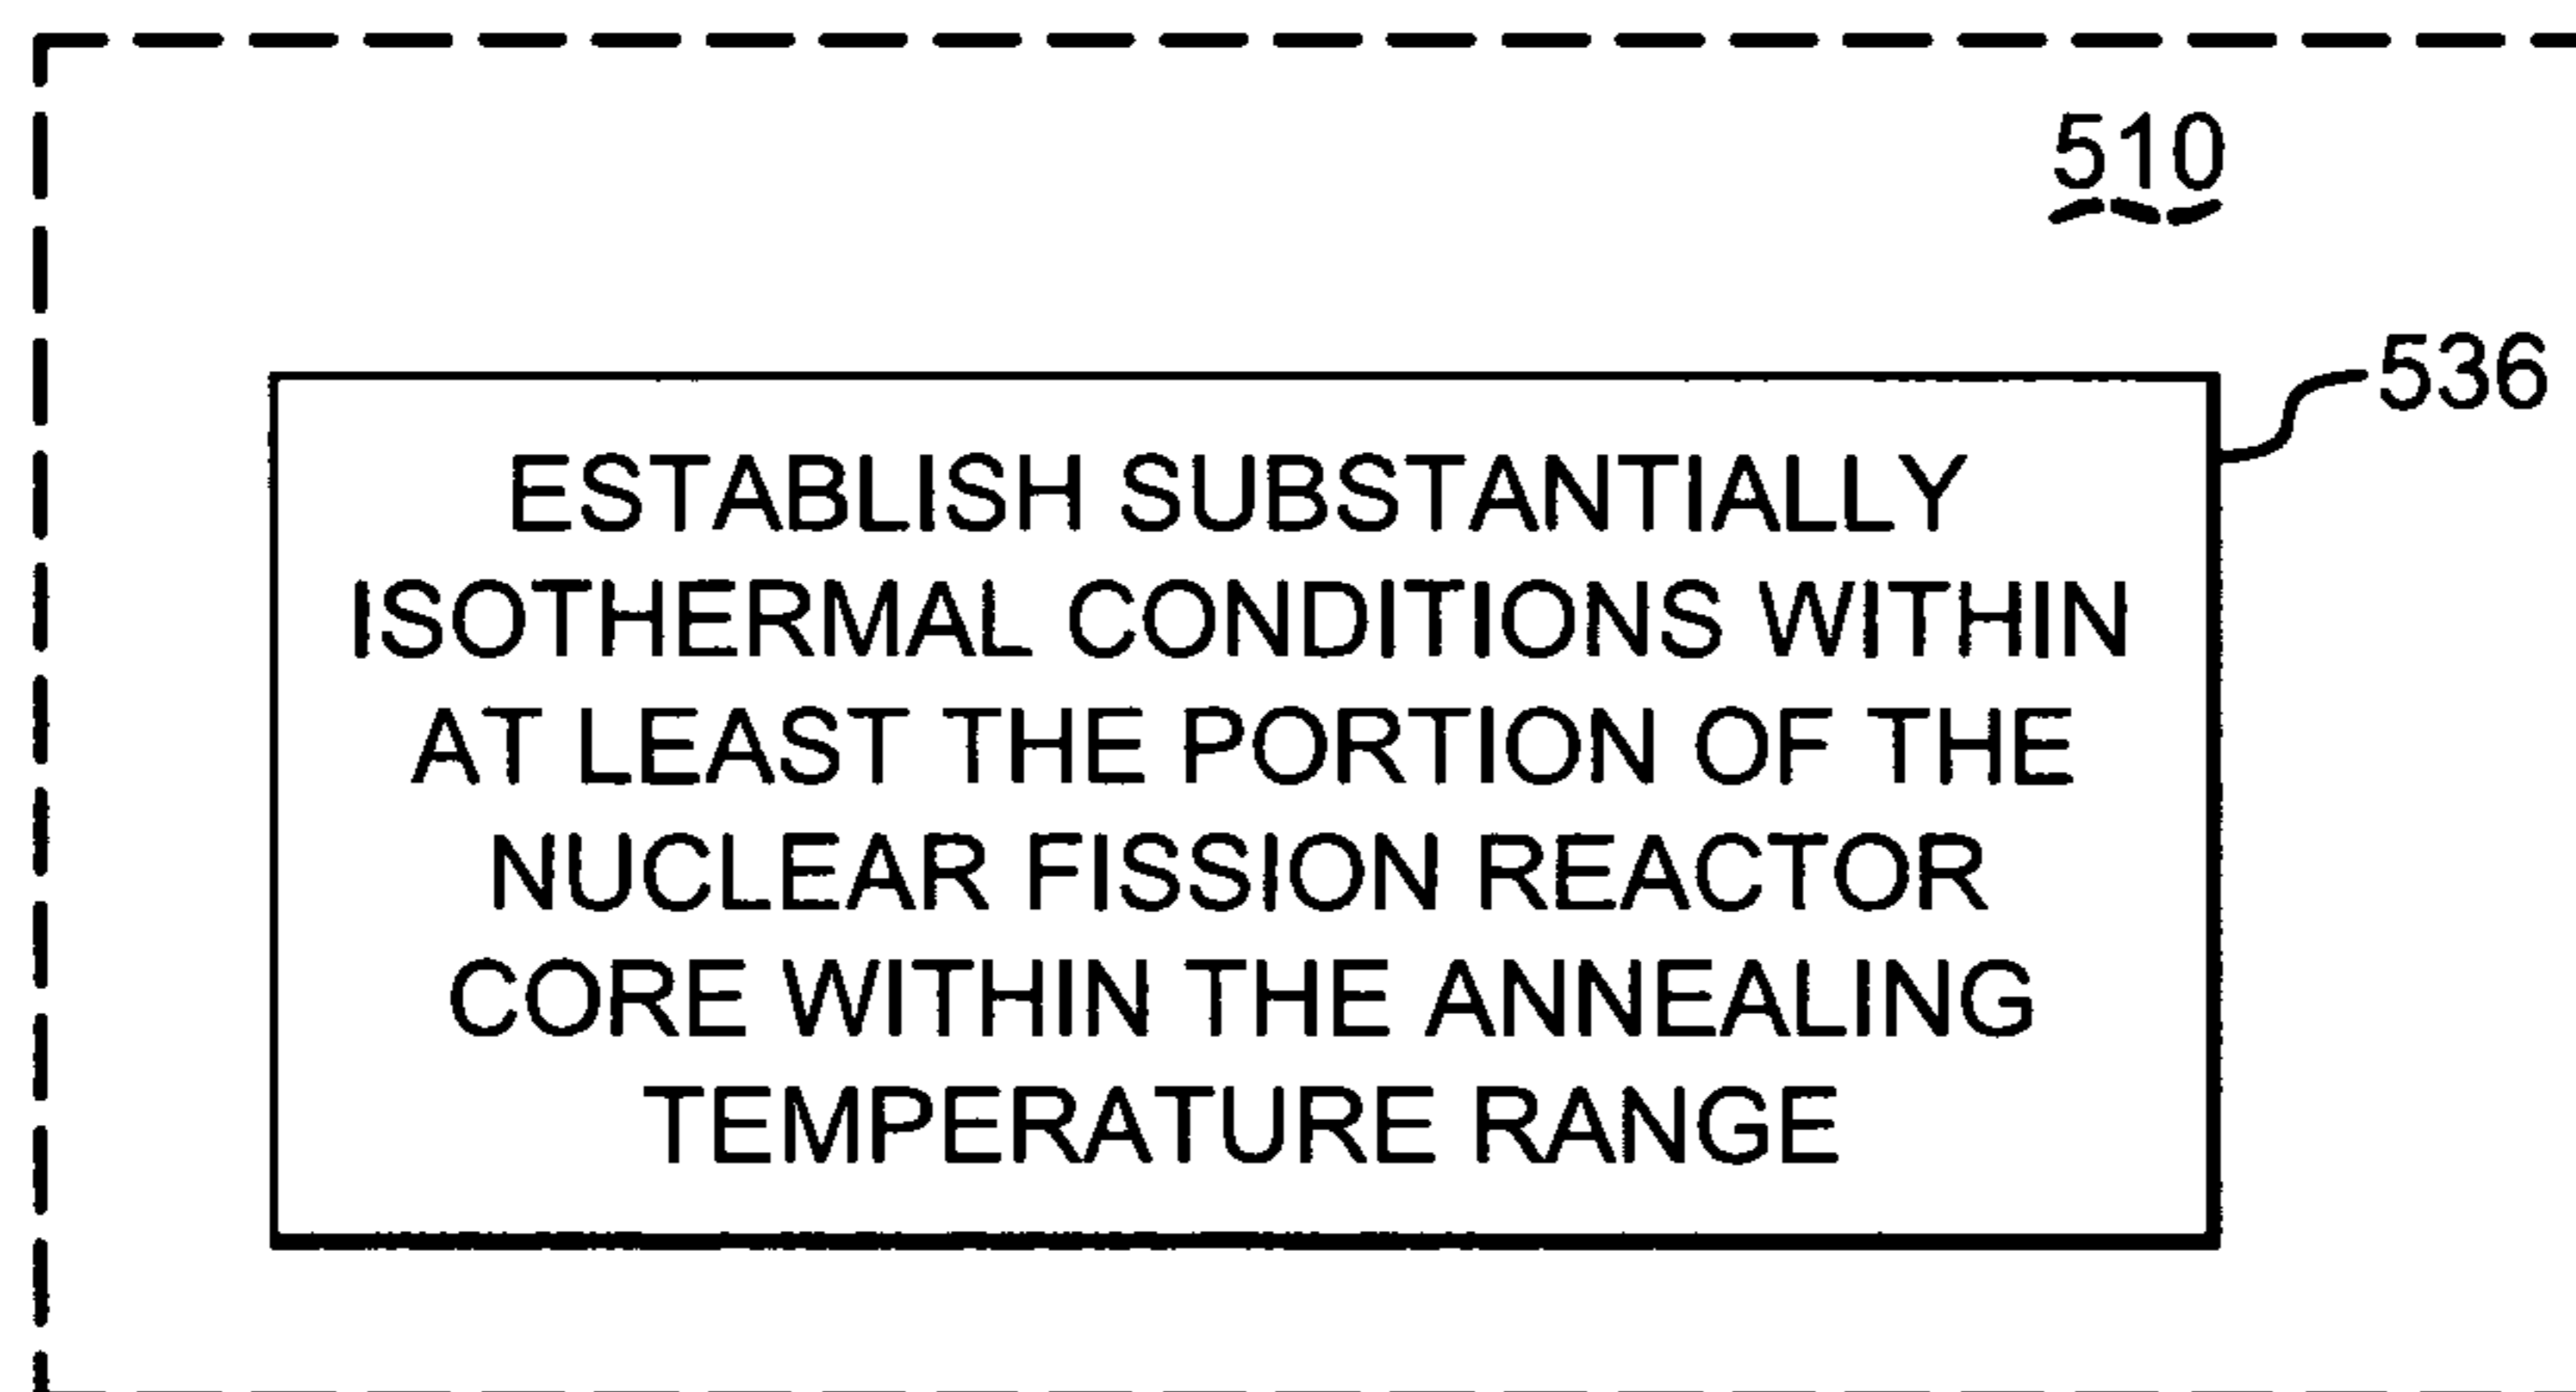 510
536
ESTABLISH SUBSTANTIALLY
ISOTHERMAL CONDITIONS WITHIN
AT LEAST THE PORTION OF THE
NUCLEAR FISSION REACTOR
CORE WITHIN THE ANNEALING
TEMPERATURE RANGE